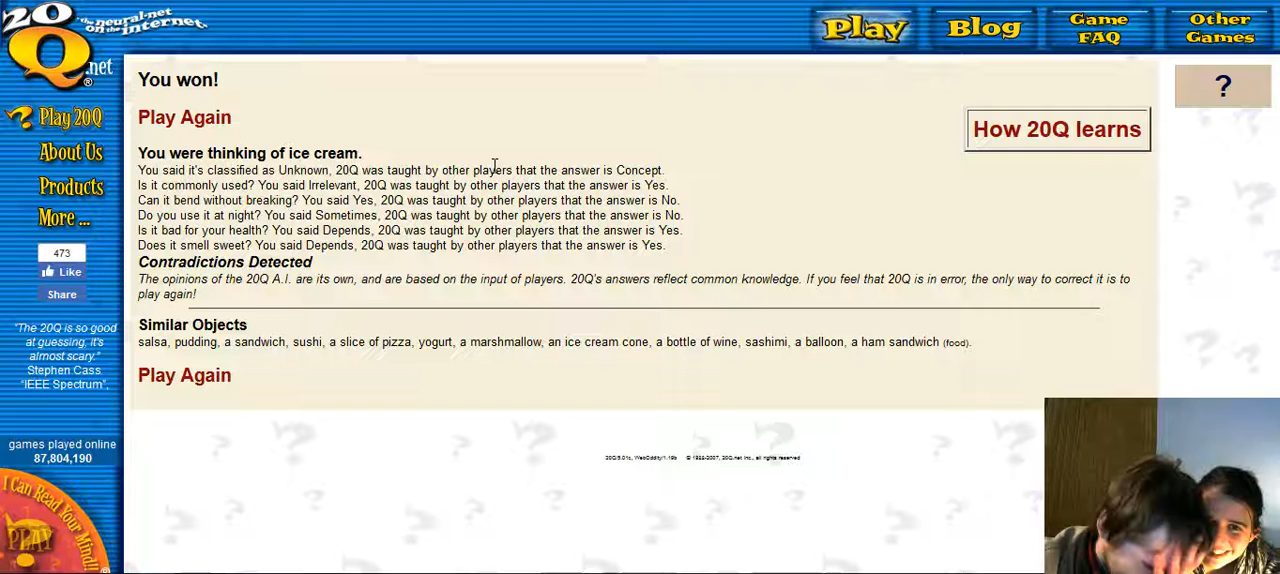 20Q.net®
the neural-net
on the internet.
Play
Blog
Game
FAQ
Other
Games
Play 20Q
About Us
Products
More ...
473
Like
Share
"The 20Q is so good
at guessing, it's
almost scary."
Stephen Cass
"IEEE Spectrum",
games played online
87,804,190
I Can Read Your Mind!!
PLAY
You won!
Play Again
How 20Q learns
?
You were thinking of ice cream.
You said it's classified as Unknown, 20Q was taught by other players that the answer is Concept.
Is it commonly used? You said Irrelevant, 20Q was taught by other players that the answer is Yes.
Can it bend without breaking? You said Yes, 20Q was taught by other players that the answer is No.
Do you use it at night? You said Sometimes, 20Q was taught by other players that the answer is No.
Is it bad for your health? You said Depends, 20Q was taught by other players that the answer is Yes.
Does it smell sweet? You said Depends, 20Q was taught by other players that the answer is Yes.
Contradictions Detected
The opinions of the 20Q A.I. are its own, and are based on the input of players. 20Q's answers reflect common knowledge. If you feel that 20Q is in error, the only way to correct it is to
play again!
Similar Objects
salsa, pudding, a sandwich, sushi, a slice of pizza, yogurt, a marshmallow, an ice cream cone, a bottle of wine, sashimi, a balloon, a ham sandwich (food).
Play Again
20Q.net Inc., all rights reserved